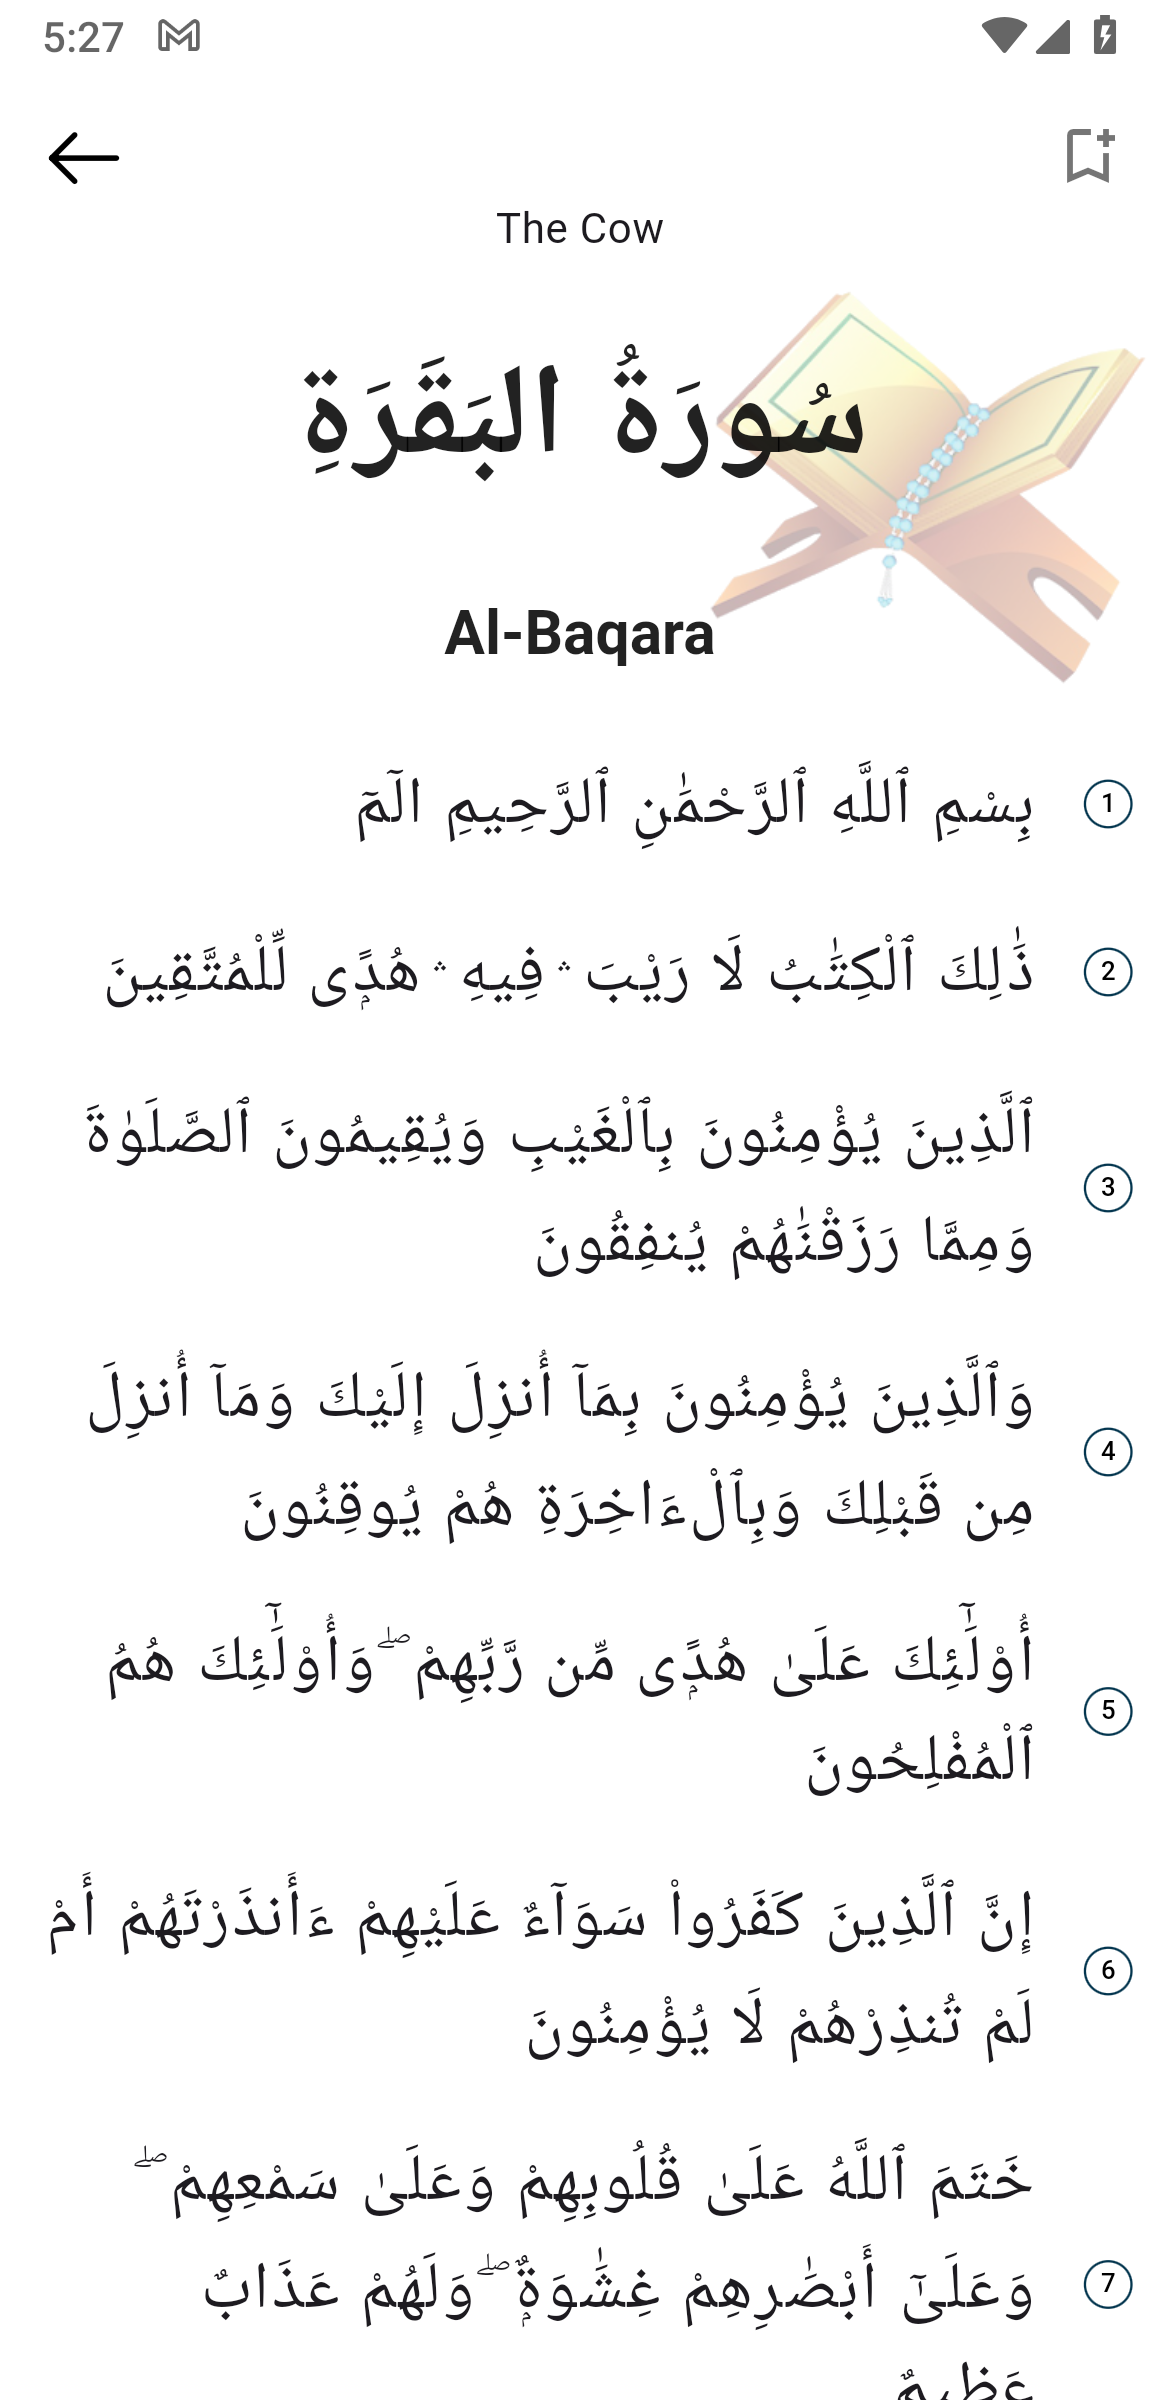 5:27
The Cow
سُورَةُ البَقَرَةِ
Al-Baqara
بِسْمِ ٱللَّهِ ٱلرَّحْمَٰنِ ٱلرَّحِيمِ الٓمٓ
1
ذَٰلِكَ ٱلْكِتَٰبُ لَا رَيْبَ ۛ فِيهِ ۛ هُدًۭى لِّلْمُتَّقِينَ
2
ٱلَّذِينَ يُؤْمِنُونَ بِٱلْغَيْبِ وَيُقِيمُونَ ٱلصَّلَوٰةَ
وَمِمَّا رَزَقْنَٰهُمْ يُنفِقُونَ
3
وَٱلَّذِينَ يُؤْمِنُونَ بِمَآ أُنزِلَ إِلَيْكَ وَمَآ أُنزِلَ
مِن قَبْلِكَ وَبِٱلْءَاخِرَةِ هُمْ يُوقِنُونَ
4
أُو۟لَٰٓئِكَ عَلَىٰ هُدًۭى مِّن رَّبِّهِمْ ۖ وَأُو۟لَٰٓئِكَ هُمُ
ٱلْمُفْلِحُونَ
5
إِنَّ ٱلَّذِينَ كَفَرُوا۟ سَوَآءٌ عَلَيْهِمْ ءَأَنذَرْتَهُمْ أَمْ
لَمْ تُنذِرْهُمْ لَا يُؤْمِنُونَ
6
خَتَمَ ٱللَّهُ عَلَىٰ قُلُوبِهِمْ وَعَلَىٰ سَمْعِهِمْ ۖ
وَعَلَىٰٓ أَبْصَٰرِهِمْ غِشَٰوَةٌۭ ۖ وَلَهُمْ عَذَابٌ
عَظِيمٌ
7